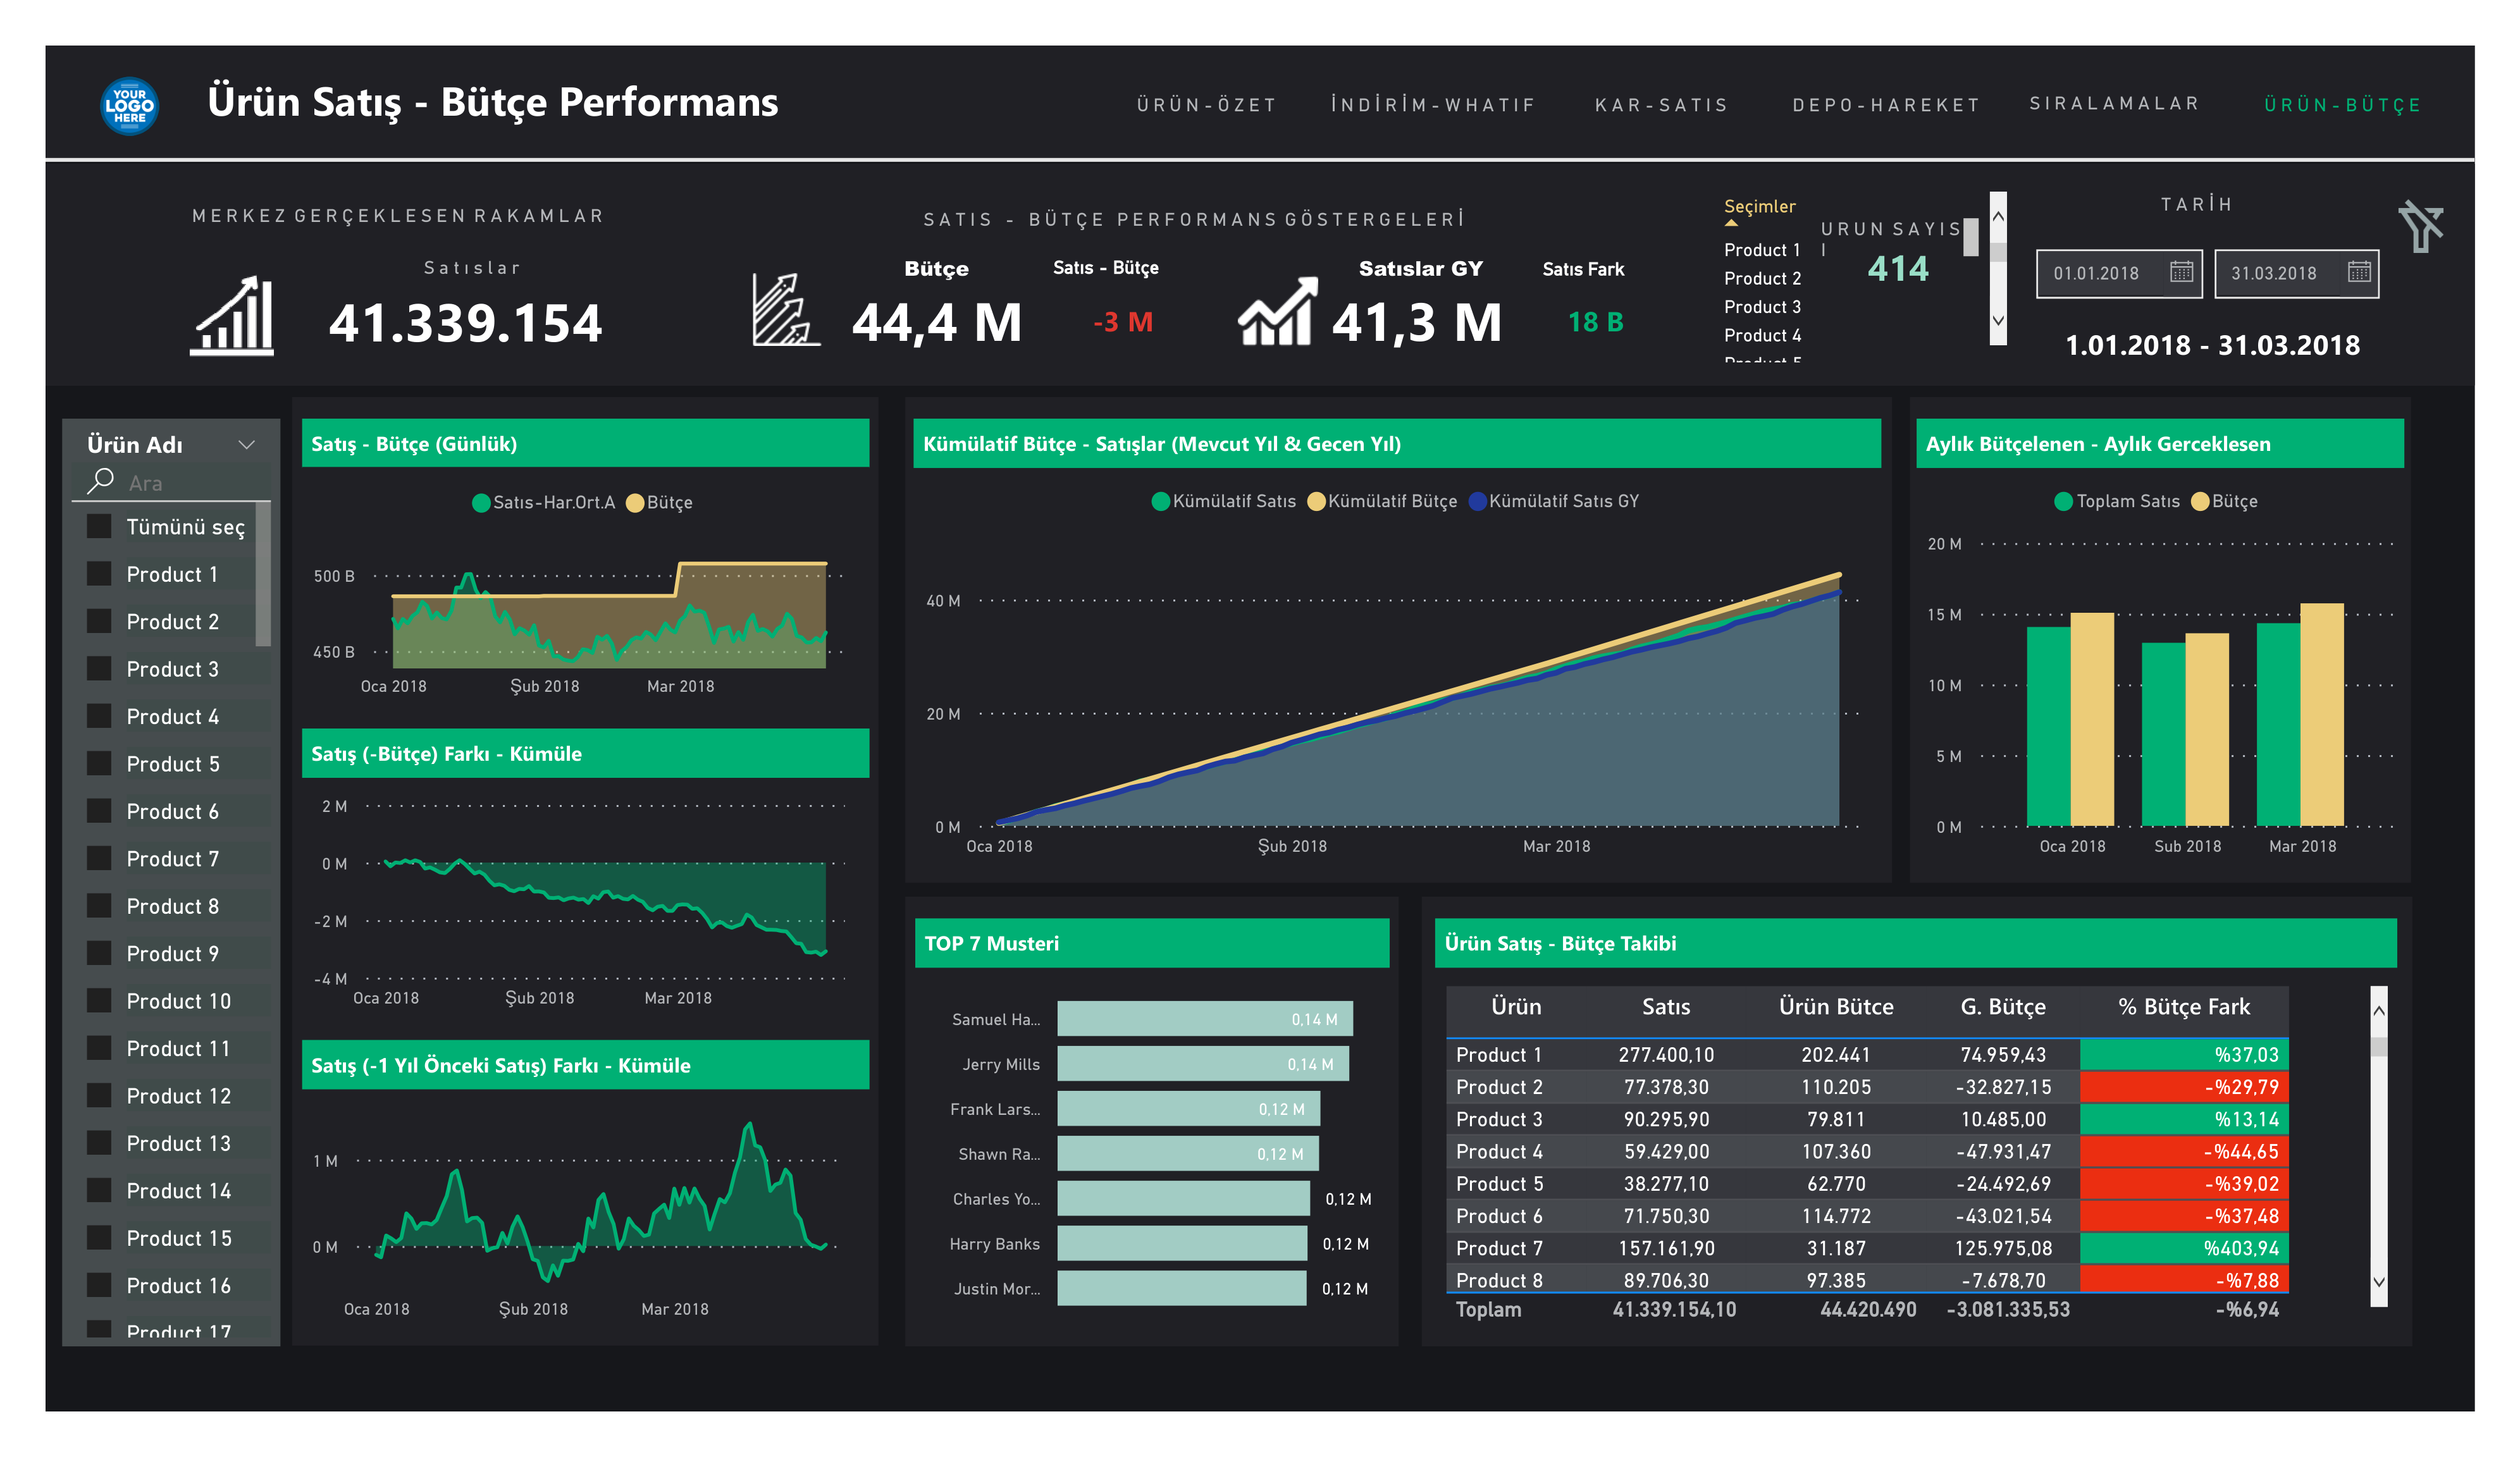 YOUR
LOGO
HERE
Ürün Satış - Bütçe Performans
ÜRÜN-ÖZET
İNDİRİM-WHATIF
KAR-SATIS
DEPO-HAREKET
SIRALAMALAR
ÜRÜN-BÜTÇE
MERKEZ GERÇEKLESEN RAKAMLAR
Satıslar
41.339.154
SATIS - BÜTÇE PERFORMANS GÖSTERGELERİ
Bütçe
44,4 M
Satıs - Bütçe
-3 M
Satıslar GY
41,3 M
Satıs Fark
18 B
Seçimler
Product 1
Product 2
Product 3
Product 4
Product 5
URUN SAYIS
I
414
TARİH
01.01.2018
31.03.2018
1.01.2018 - 31.03.2018
Ürün Adı
Ara
Tümünü seç
Product 1
Product 2
Product 3
Product 4
Product 5
Product 6
Product 7
Product 8
Product 9
Product 10
Product 11
Product 12
Product 13
Product 14
Product 15
Product 16
Product 17
Satış - Bütçe (Günlük)
Satıs-Har.Ort.A Bütçe
500 B
450 B
Oca 2018 Şub 2018 Mar 2018
Satış (-Bütçe) Farkı - Kümüle
2 M
0 M
-2 M
-4 M
Oca 2018 Şub 2018 Mar 2018
Satış (-1 Yıl Önceki Satış) Farkı - Kümüle
1 M
0 M
Oca 2018 Şub 2018 Mar 2018
Kümülatif Bütçe - Satışlar (Mevcut Yıl & Gecen Yıl)
Kümülatif Satıs Kümülatif Bütçe Kümülatif Satıs GY
40 M
20 M
0 M
Oca 2018 Şub 2018 Mar 2018
Aylık Bütçelenen - Aylık Gerceklesen
Toplam Satıs Bütçe
20 M
15 M
10 M
5 M
0 M
Oca 2018 Sub 2018 Mar 2018
TOP 7 Musteri
Samuel Ha... 0,14 M
Jerry Mills 0,14 M
Frank Lars... 0,12 M
Shawn Ra... 0,12 M
Charles Yo... 0,12 M
Harry Banks 0,12 M
Justin Mor... 0,12 M
Ürün Satış - Bütçe Takibi
Ürün Satıs Ürün Bütce G. Bütçe % Bütçe Fark
Product 1 277.400,10 202.441 74.959,43 %37,03
Product 2 77.378,30 110.205 -32.827,15 -%29,79
Product 3 90.295,90 79.811 10.485,00 %13,14
Product 4 59.429,00 107.360 -47.931,47 -%44,65
Product 5 38.277,10 62.770 -24.492,69 -%39,02
Product 6 71.750,30 114.772 -43.021,54 -%37,48
Product 7 157.161,90 31.187 125.975,08 %403,94
Product 8 89.706,30 97.385 -7.678,70 -%7,88
Toplam 41.339.154,10 44.420.490 -3.081.335,53 -%6,94